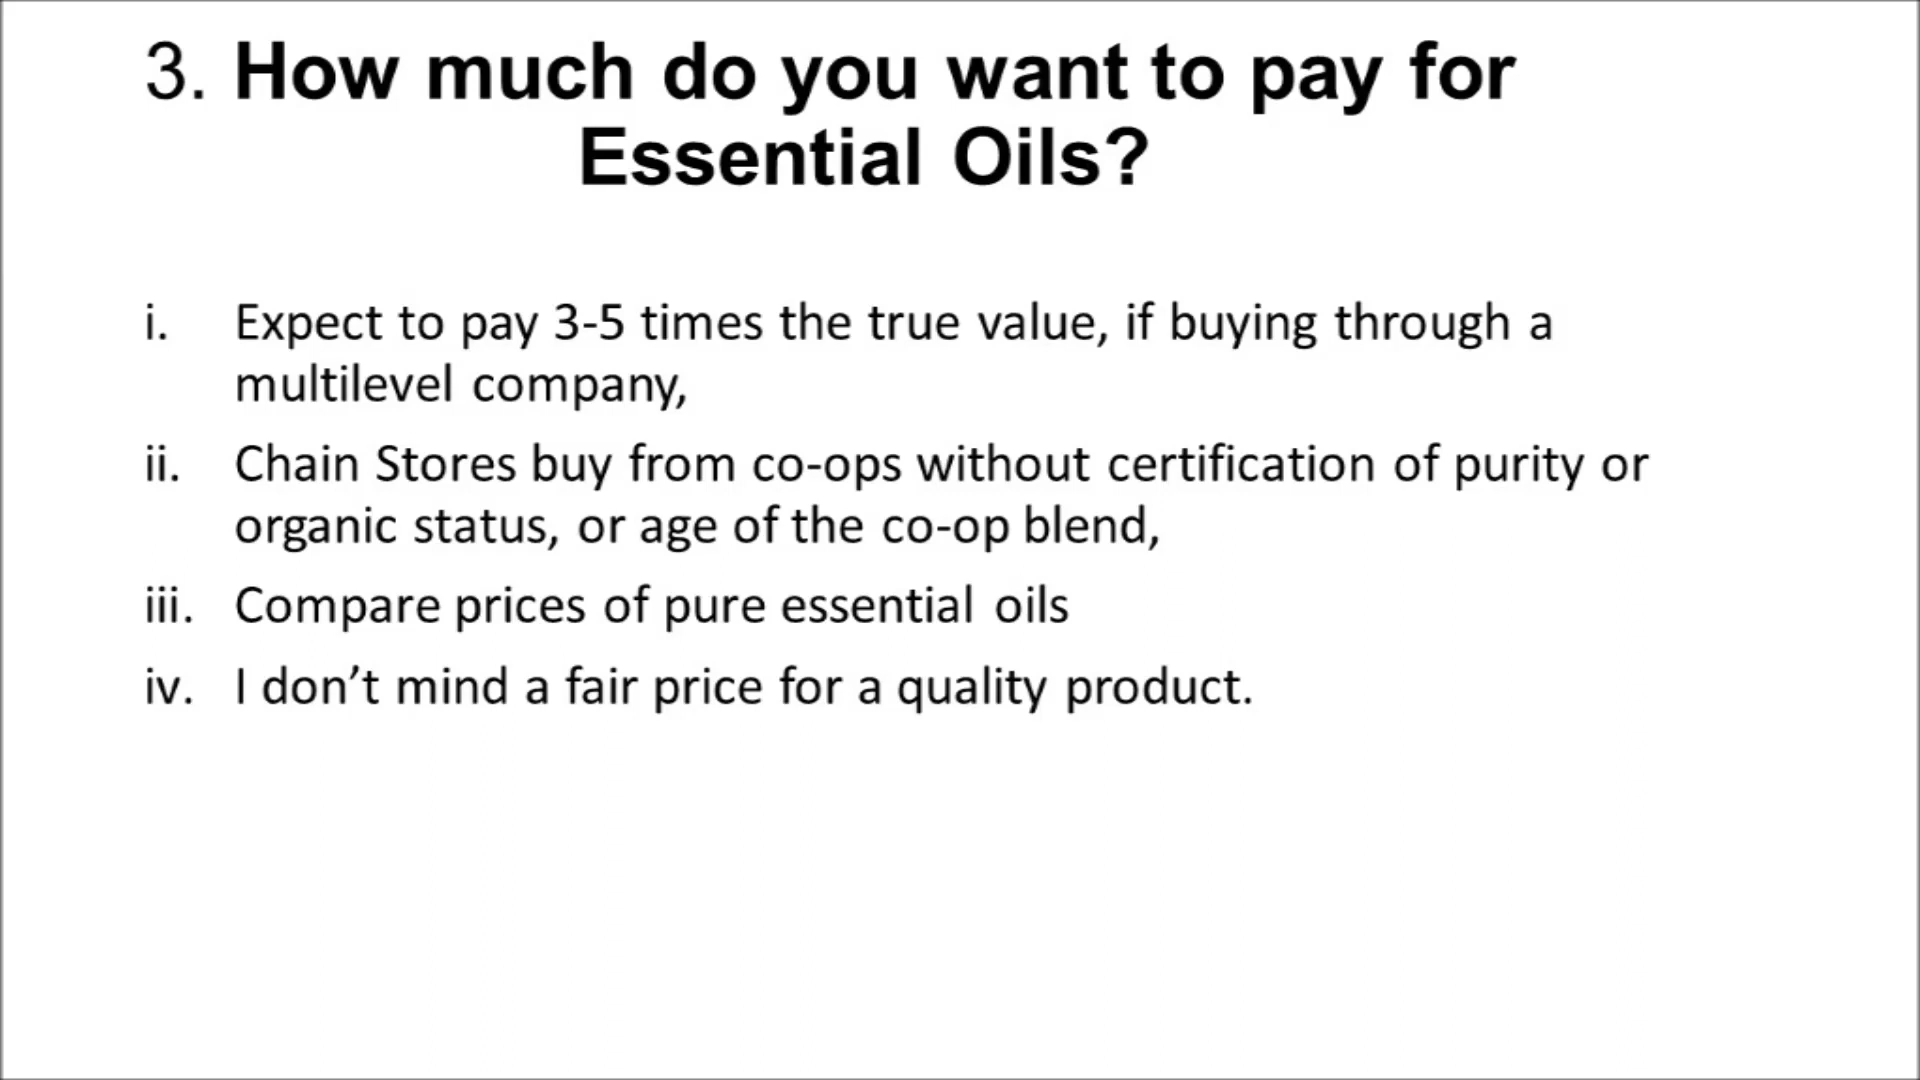 3. How much do you want to pay for
Essential Oils?
i. Expect to pay 3-5 times the true value, if buying through a
multilevel company,
ii. Chain Stores buy from co-ops without certification of purity or
organic status, or age of the co-op blend,
iii. Compare prices of pure essential oils
iv. I don’t mind a fair price for a quality product.